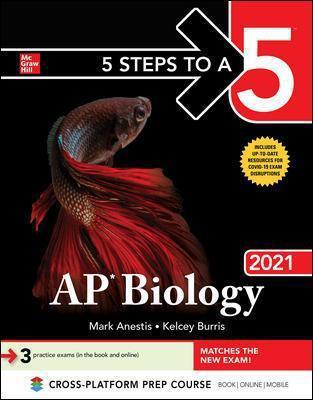 Mc
Graw
Hill
5 STEPS TO A
5
INCLUDES
UP-TO-DATE
RESOURCES FOR
COVID-19 EXAM
DISRUPTIONS
2021
AP* Biology
Mark Anestis • Kelcey Burris
3 practice exams (in the book and online)
MATCHES THE
NEW EXAM!
CROSS-PLATFORM PREP COURSE BOOK | ONLINE | MOBILE